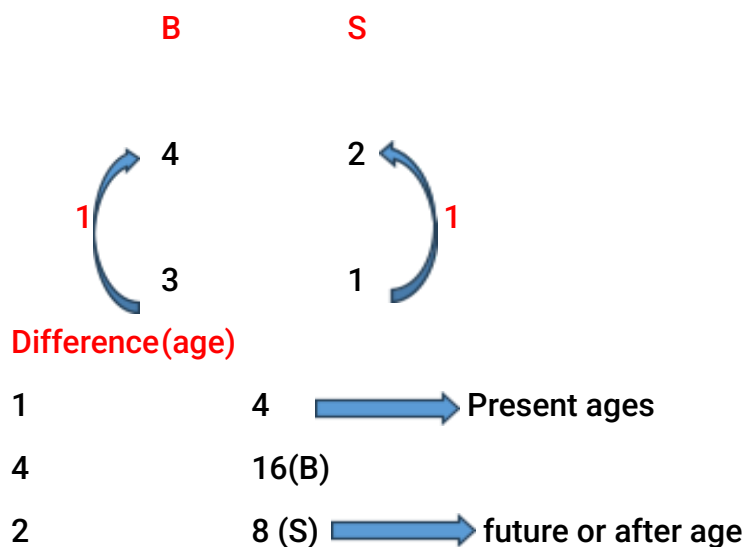 B S
4 2
1 1
3 1
Difference(age)
1 4 Present ages
4 16(B)
2 8 (S) future or after age